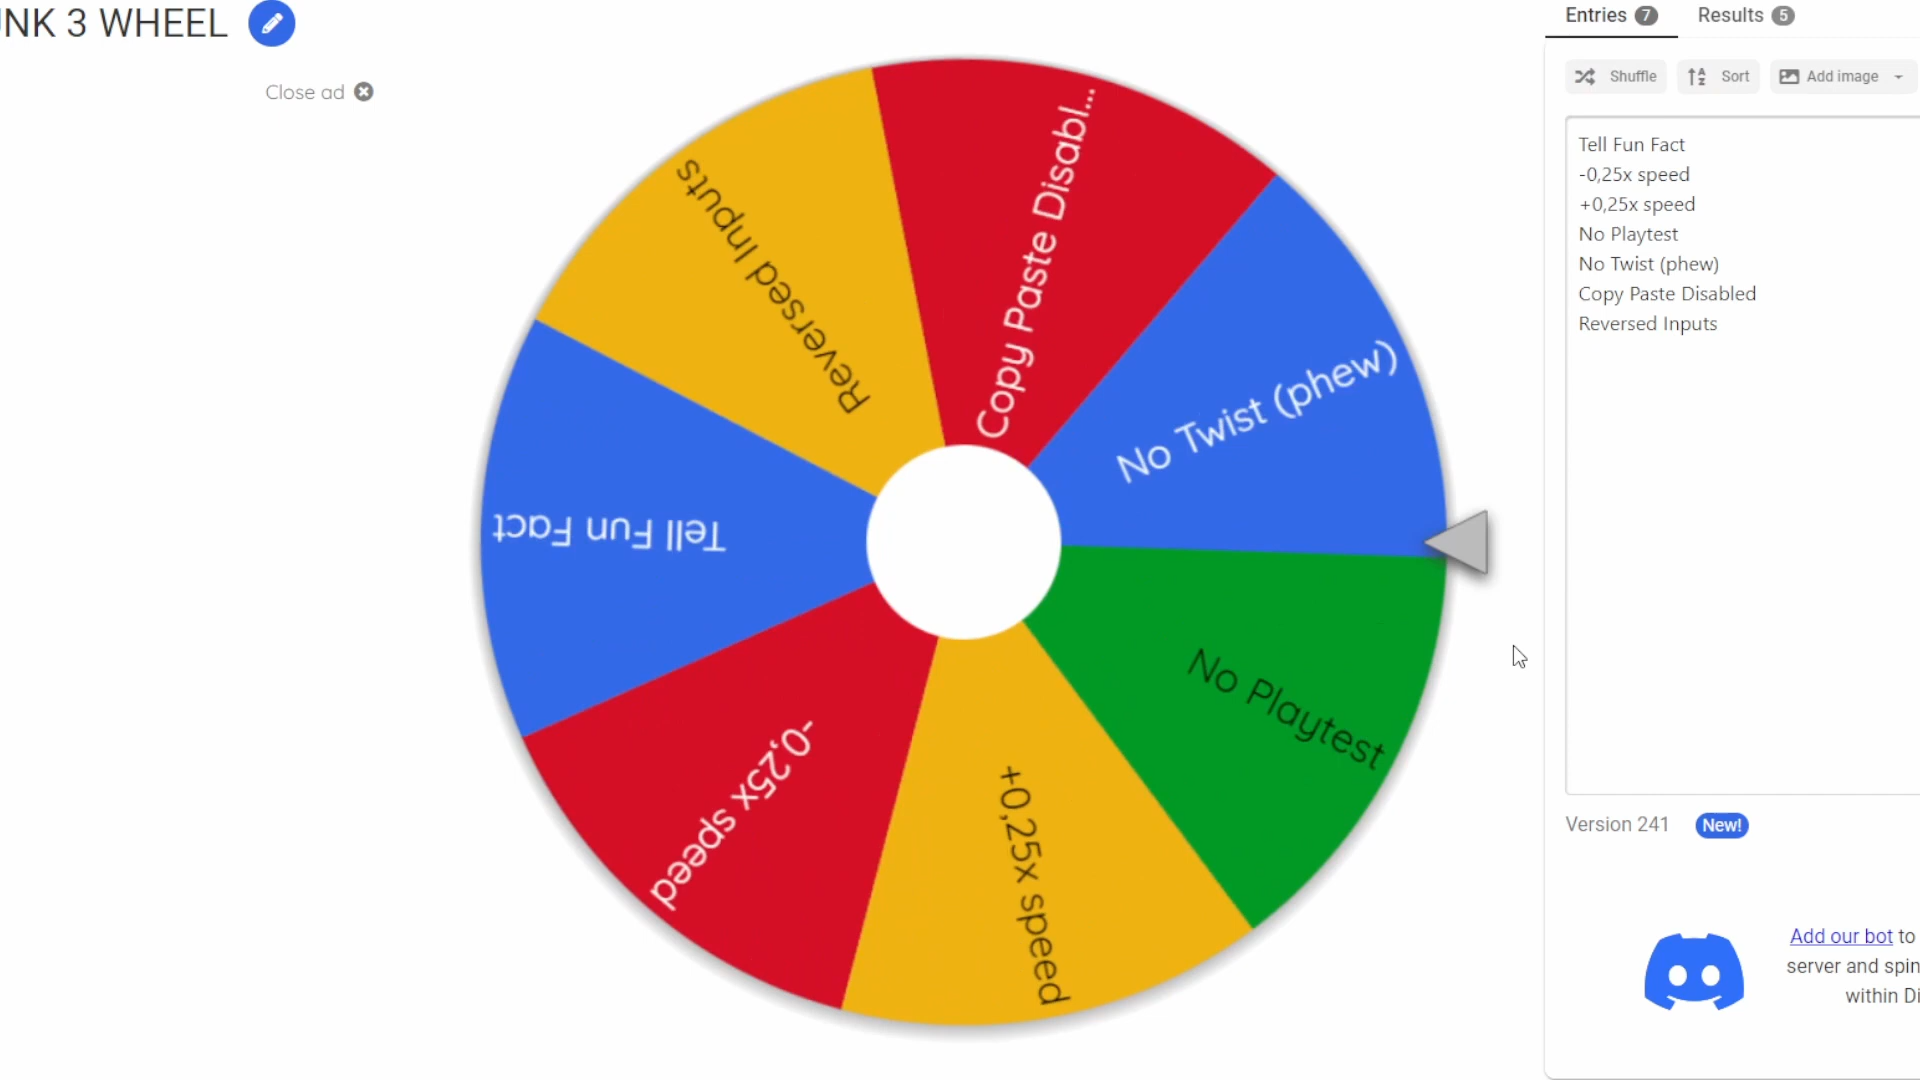 NK 3 WHEEL
Close ad
Entries 7
Results 5
Shuffle
Sort
Add image
Tell Fun Fact
-0,25x speed
+0,25x speed
No Playtest
No Twist (phew)
Copy Paste Disabled
Reversed Inputs
Copy Paste Disabl...
No Twist (phew)
No Playtest
+0,25x speed
-0,25x speed
Tell Fun Fact
Reversed Inputs
Version 241
New!
Add our bot to
server and spin
within Di